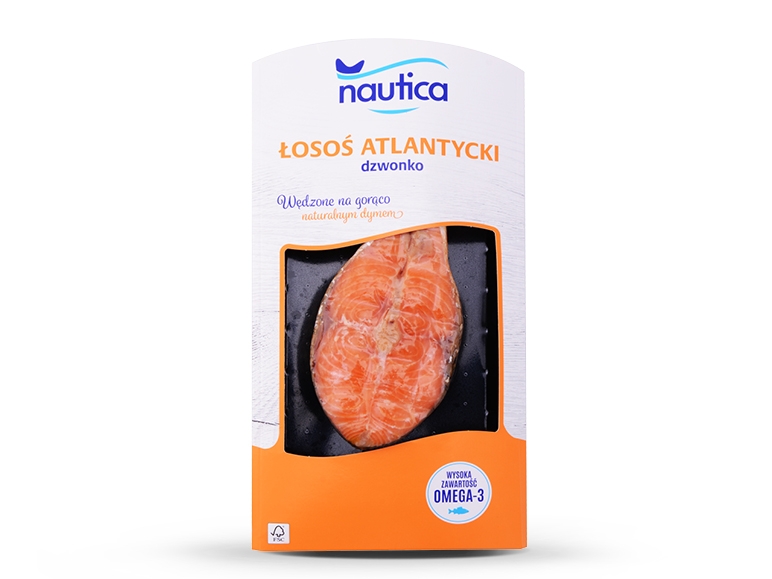 nautica
ŁOSOŚ ATLANTYCKI
dzwonko
Wędzone na gorąco
naturalnym dymem
WYSOKA
ZAWARTOŚĆ
OMEGA-3
FSC